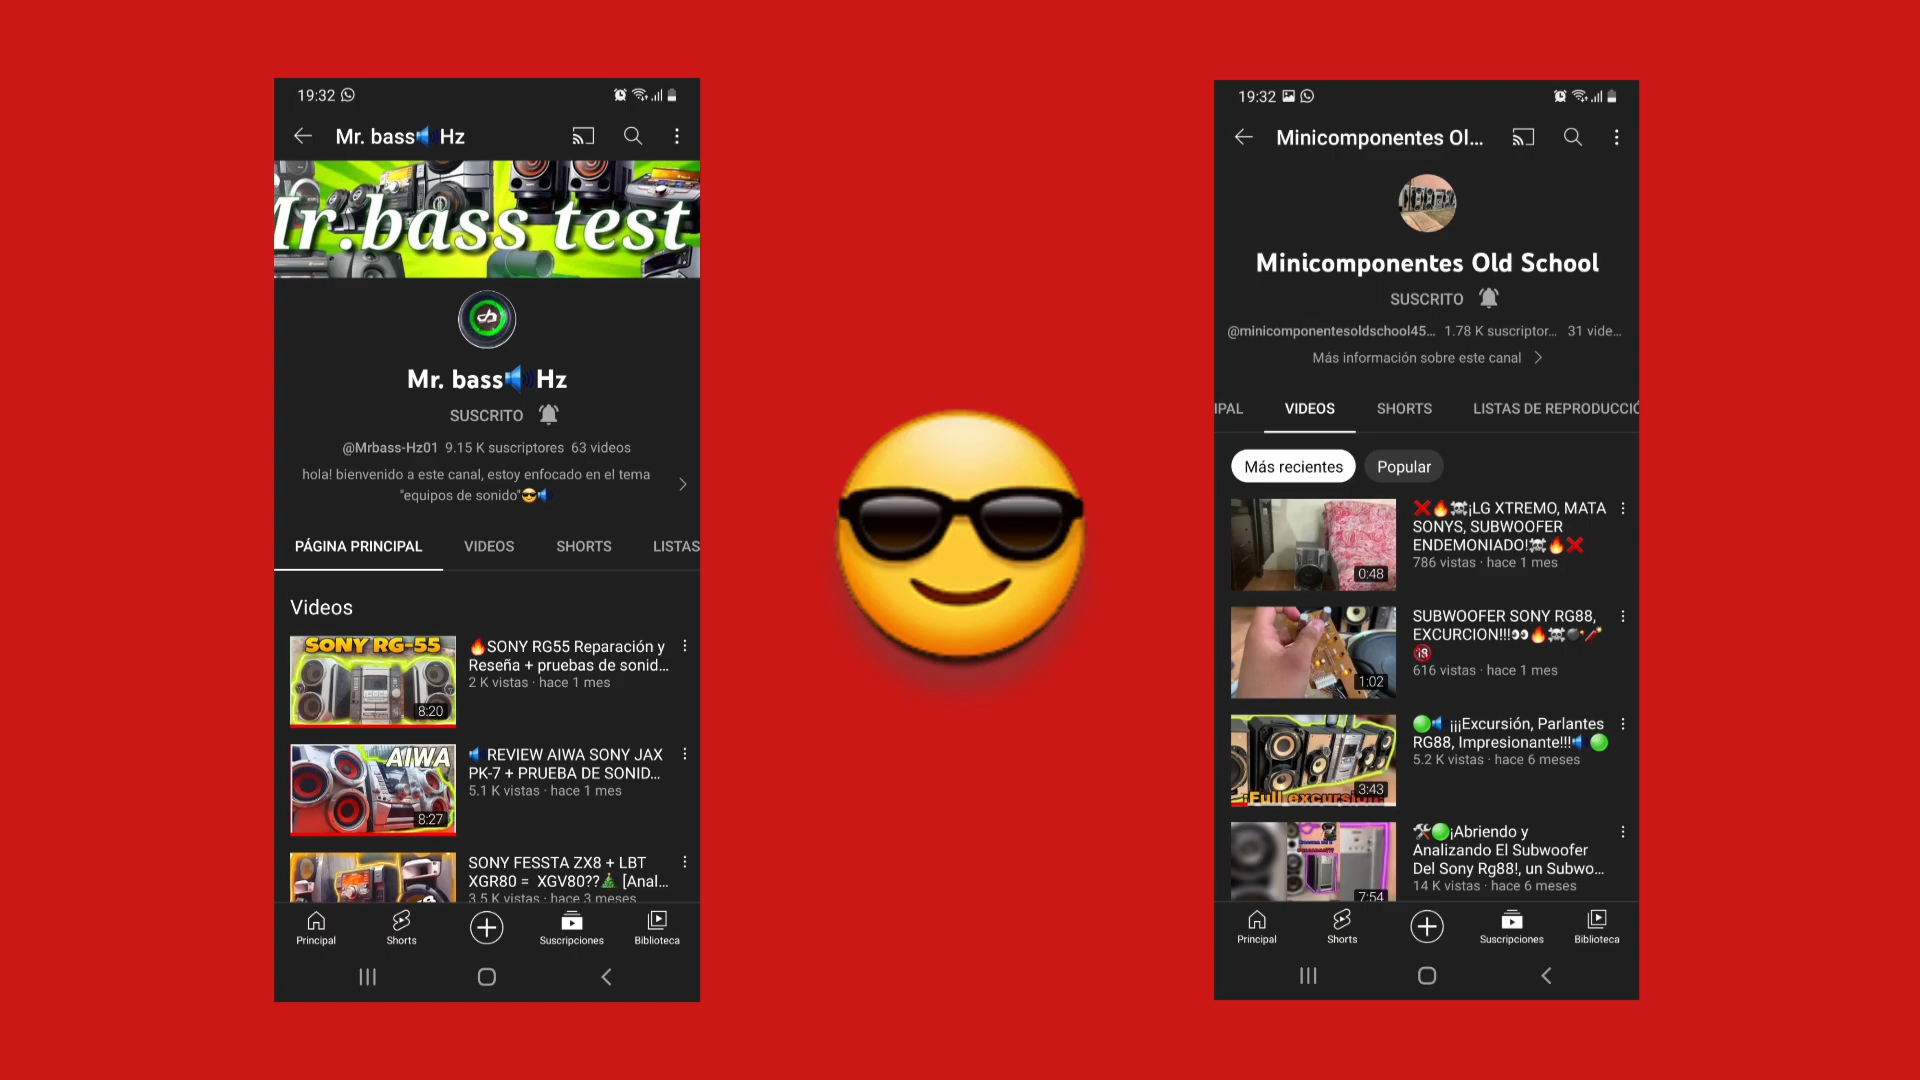 19:32
Mr. bass🔊Hz
Mr.bass test
Mr. bass🔊Hz
SUSCRITO
@Mrbass-Hz01 9.15 K suscriptores 63 videos
hola! bienvenido a este canal, estoy enfocado en el tema
"equipos de sonido"😎🔊
PÁGINA PRINCIPAL VIDEOS SHORTS LISTAS
Videos
SONY RG-55
8:20
🔥SONY RG55 Reparación y
Reseña + pruebas de sonid...
2 K vistas · hace 1 mes
AIWA
8:27
🔊 REVIEW AIWA SONY JAX
PK-7 + PRUEBA DE SONID...
5.1 K vistas · hace 1 mes
SONY FESSTA ZX8 + LBT
XGR80 = XGV80??🎄 [Anal...
3.5 K vistas · hace 3 meses
Principal Shorts Suscripciones Biblioteca
19:32
Minicomponentes Ol...
Minicomponentes Old School
SUSCRITO
@minicomponentesoldschool45... 1.78 K suscriptor... 31 vide...
Más información sobre este canal
IPAL VIDEOS SHORTS LISTAS DE REPRODUCCIÓ
Más recientes Popular
0:48
❌🔥☠️¡LG XTREMO, MATA
SONYS, SUBWOOFER
ENDEMONIADO!☠️🔥❌
786 vistas · hace 1 mes
1:02
SUBWOOFER SONY RG88,
EXCURCION!!!👀🔥☠️💣🧨
🔞
616 vistas · hace 1 mes
¡Full excursion!
3:43
🟢🔊 ¡¡¡Excursión, Parlantes
RG88, Impresionante!!!🔊🟢
5.2 K vistas · hace 6 meses
7:54
🛠️🟢¡Abriendo y
Analizando El Subwoofer
Del Sony Rg88!, un Subwo...
14 K vistas · hace 6 meses
Principal Shorts Suscripciones Biblioteca